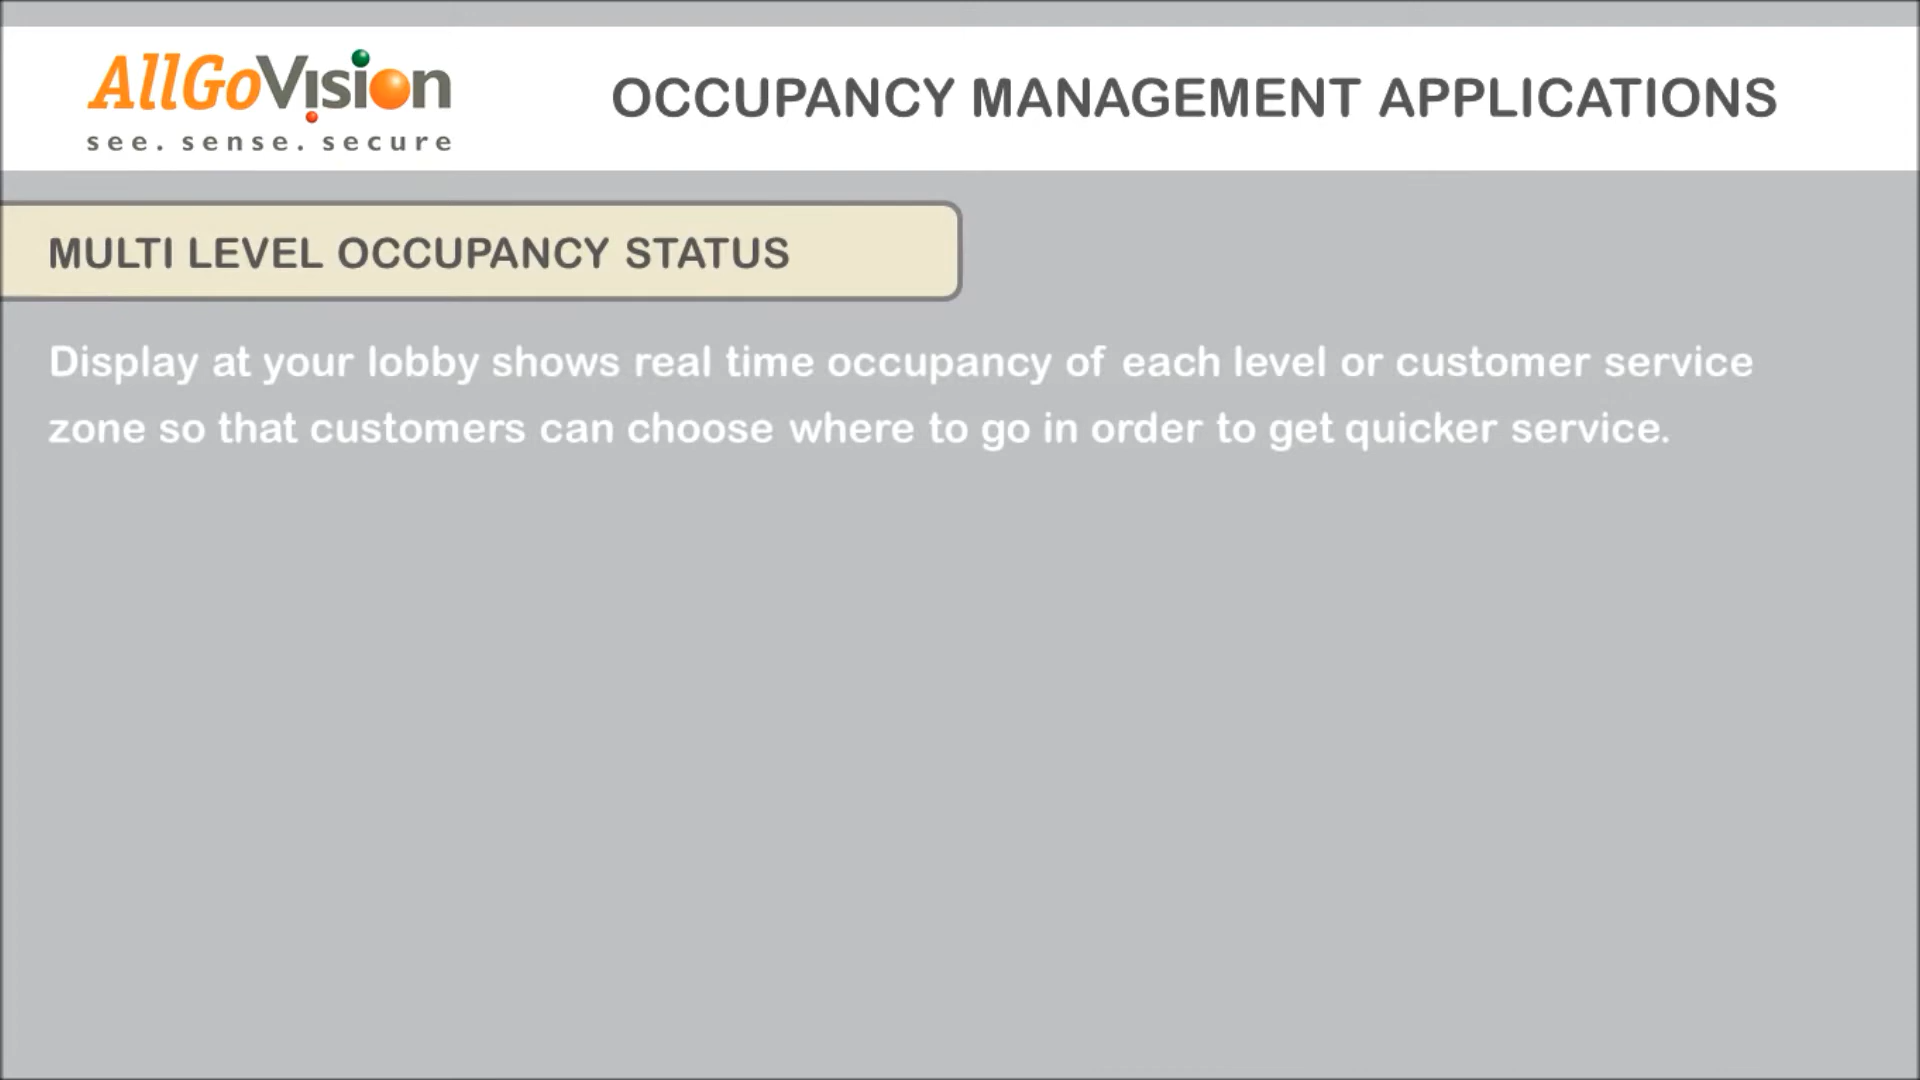 AllGoVision
see. sense. secure
OCCUPANCY MANAGEMENT APPLICATIONS
MULTI LEVEL OCCUPANCY STATUS
Display at your lobby shows real time occupancy of each level or customer service
zone so that customers can choose where to go in order to get quicker service.